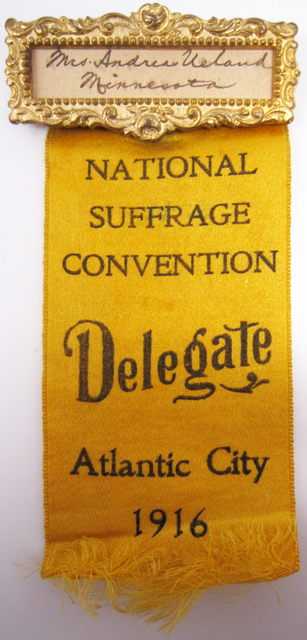 Mrs. Andreas Ueland
Minnesota
NATIONAL
SUFFRAGE
CONVENTION
Delegate
Atlantic City
1916